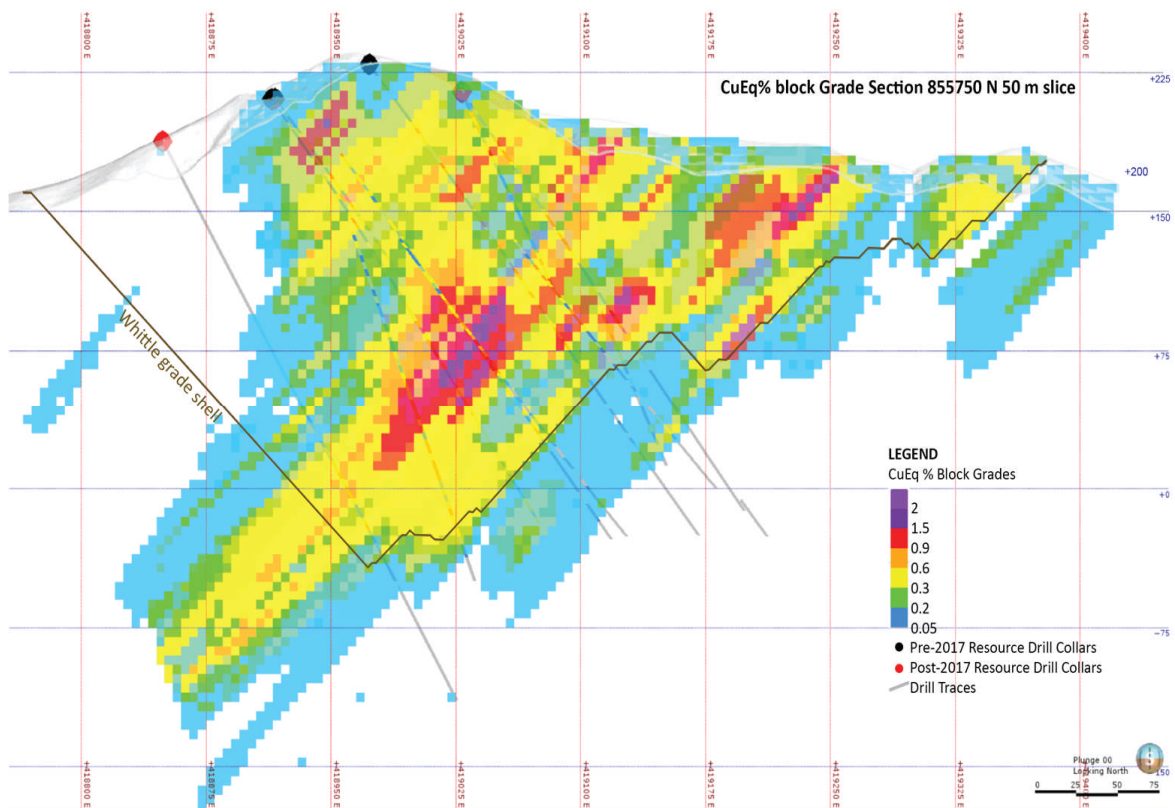 +418800 E
+418875 E
+418950 E
+419025 E
+419100 E
+419175 E
+419250 E
+419325 E
+419400 E
+225
CuEq% block Grade Section 855750 N 50 m slice
+200
+150
Whittle grade shell
+75
LEGEND
CuEq % Block Grades
2
1.5
0.9
0.6
0.3
0.2
0.05
+0
Pre-2017 Resource Drill Collars
Post-2017 Resource Drill Collars
Drill Traces
−75
Plunge 00
Looking North
0 25 50 75
150
+418800 E
+418875 E
+418950 E
+419025 E
+419100 E
+419175 E
+419250 E
+419325 E
+419400 E